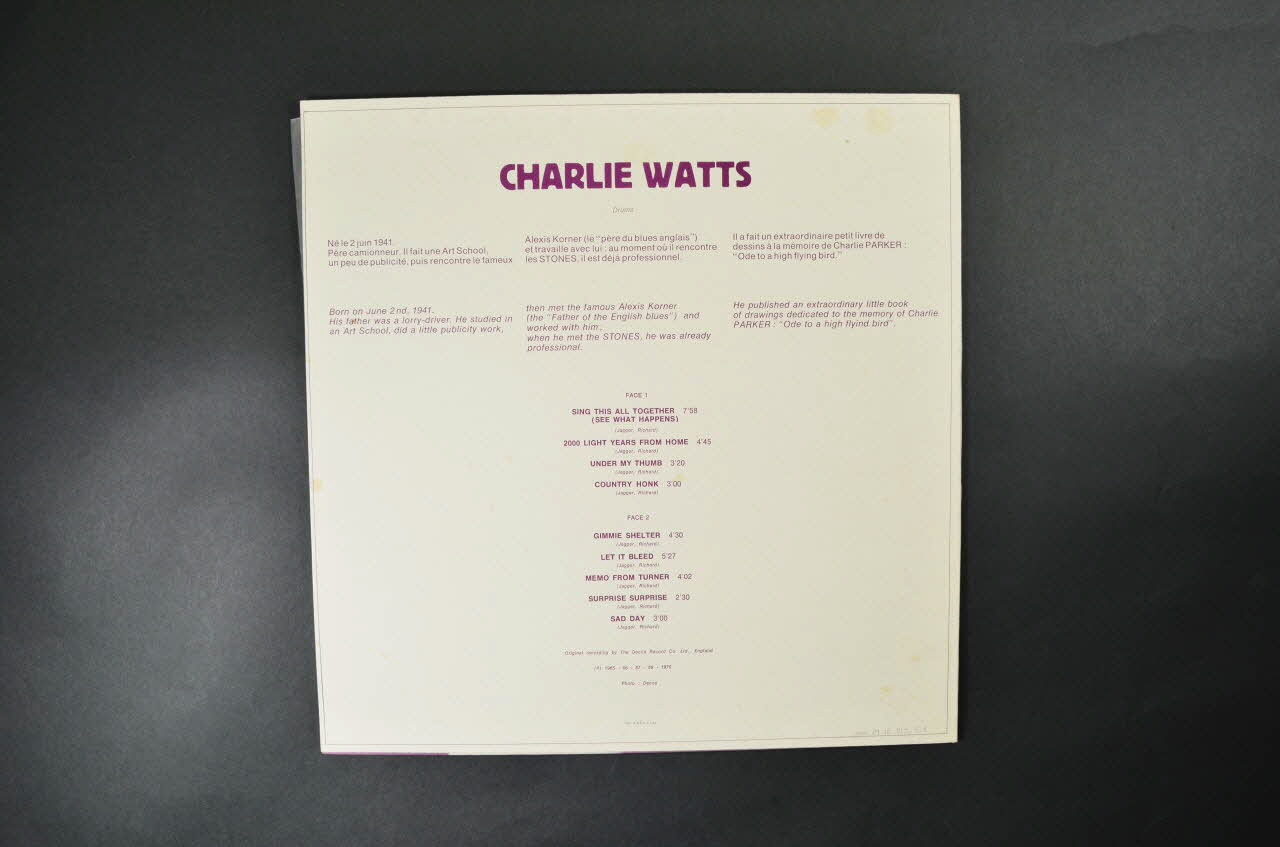 CHARLIE WATTS
Drums
Né le 2 juin 1941.
Père camionneur. Il fait une Art School,
un peu de publicité, puis rencontre le fameux
Alexis Korner (le "père du blues anglais")
et travaille avec lui : au moment où il rencontre
les STONES, il est déjà professionnel.
Il a fait un extraordinaire petit livre de
dessins à la mémoire de Charlie PARKER :
"Ode to a high flying bird."
Born on June 2nd, 1941.
His father was a lorry-driver. He studied in
an Art School, did a little publicity work,
then met the famous Alexis Korner
(the "Father of the English blues") and
worked with him;
when he met the STONES, he was already
professional.
He published an extraordinary little book
of drawings dedicated to the memory of Charlie
PARKER : "Ode to a high flyind bird".
FACE 1
SING THIS ALL TOGETHER 7'58
(SEE WHAT HAPPENS)
(Jagger, Richard)
2000 LIGHT YEARS FROM HOME 4'45
(Jagger, Richard)
UNDER MY THUMB 3'20
(Jagger, Richard)
COUNTRY HONK 3'00
(Jagger, Richard)
FACE 2
GIMMIE SHELTER 4'30
(Jagger, Richard)
LET IT BLEED 5'27
(Jagger, Richard)
MEMO FROM TURNER 4'02
(Jagger, Richard)
SURPRISE SURPRISE 2'30
(Jagger, Richard)
SAD DAY 3'00
(Jagger, Richard)
Original recording by The Decca Record Co. Ltd., England
(P) 1965 - 66 - 67 - 69 - 1970
Photo : Decca